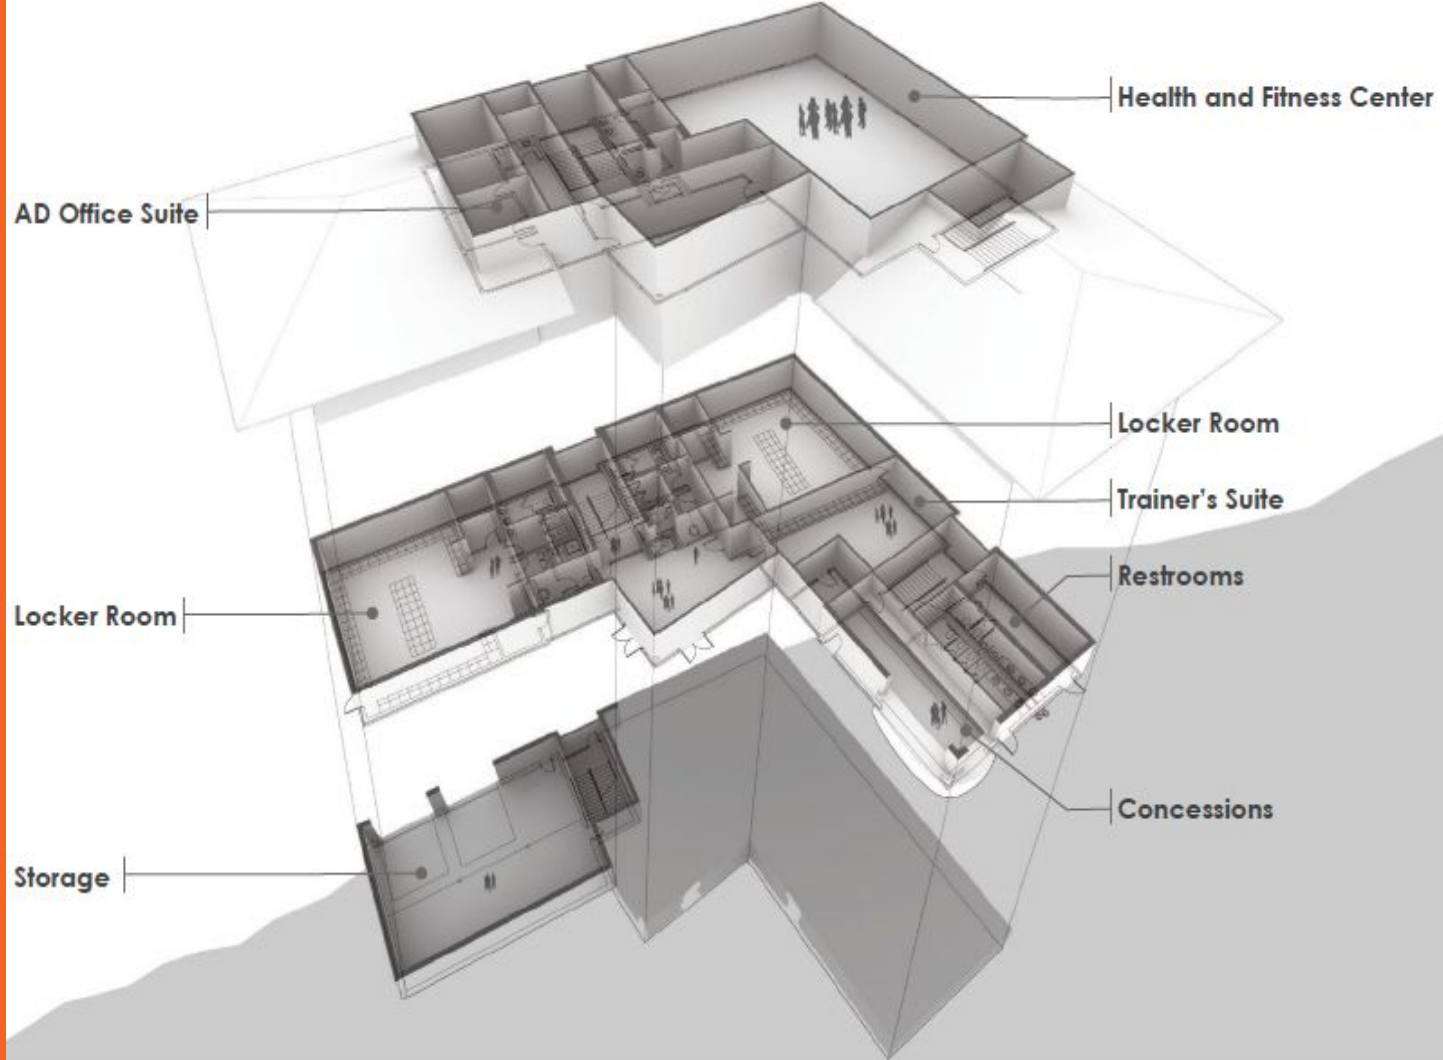 Health and Fitness Center
AD Office Suite
Locker Room
Trainer's Suite
Restrooms
Locker Room
Concessions
Storage